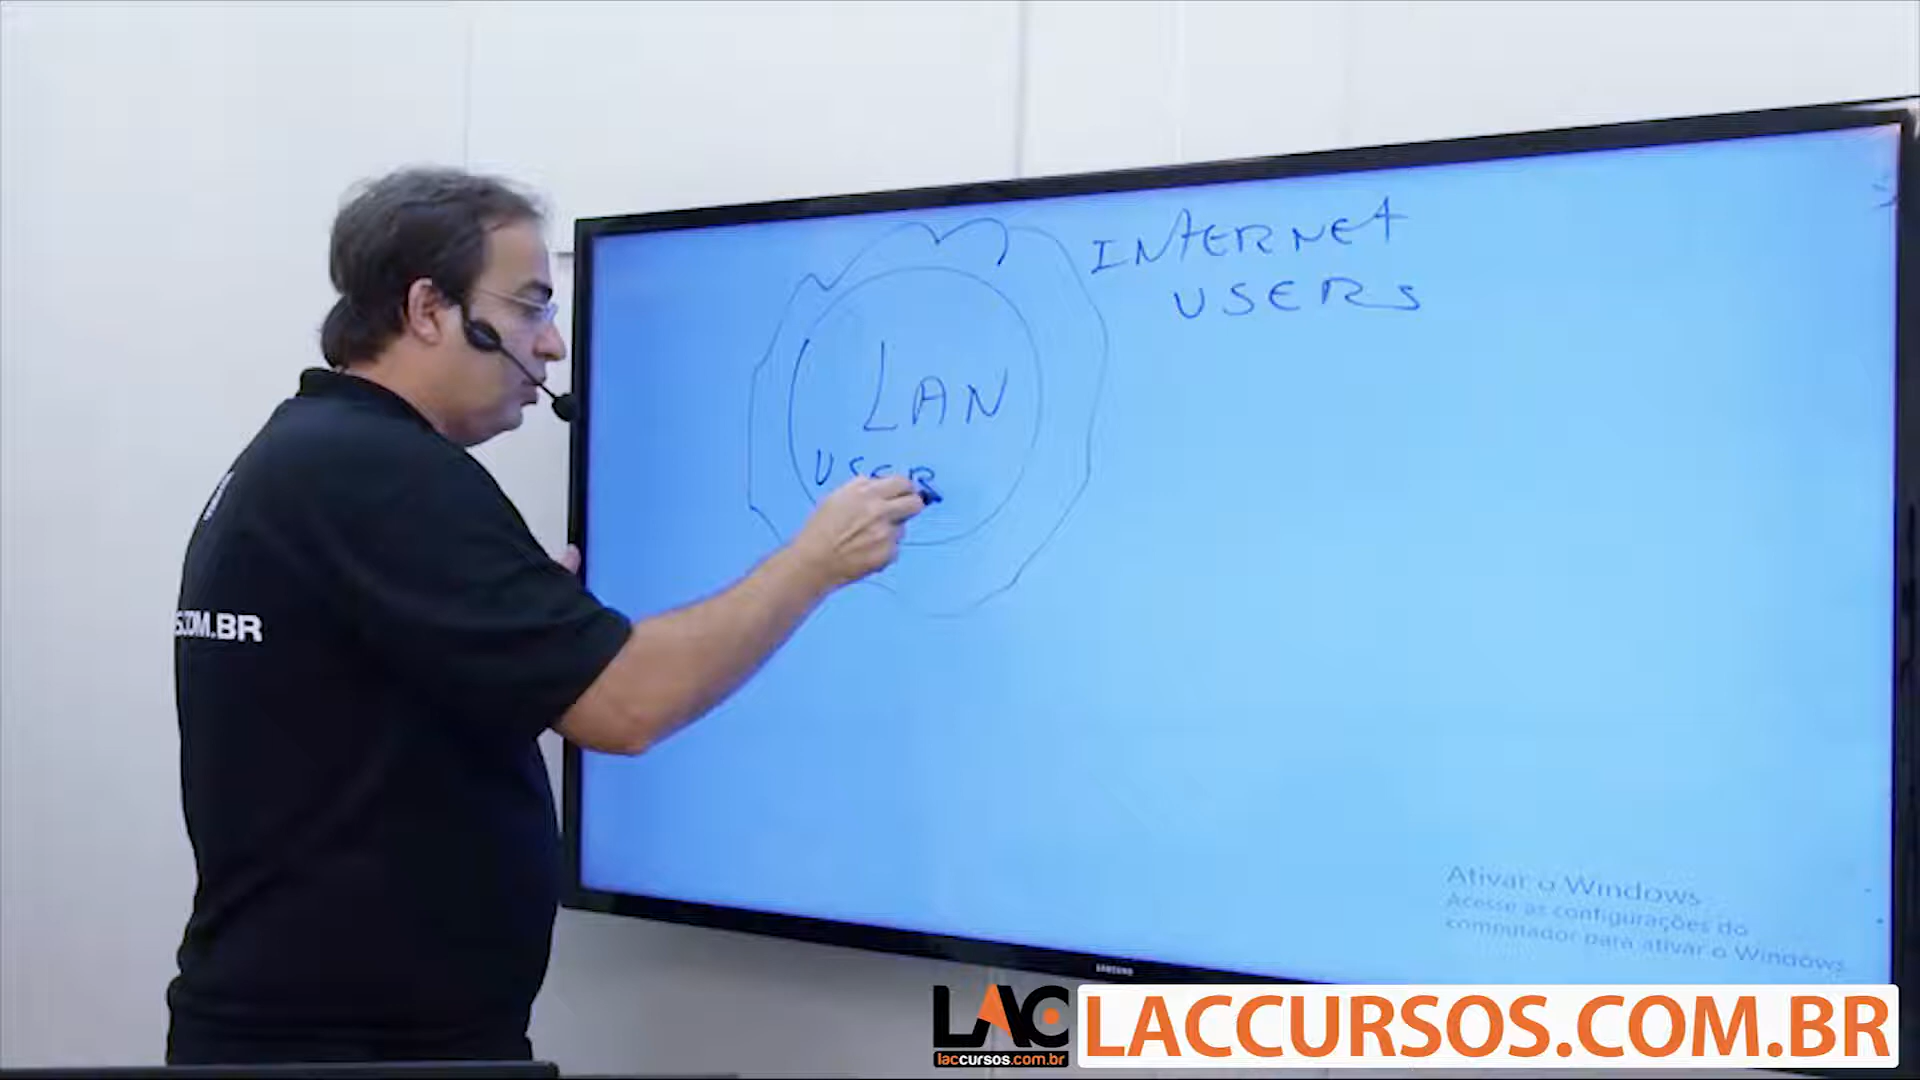 INTERNET
USERS
LAN
USER
S.COM.BR
Ativar o Windows
Acesse as configurações do
computador para ativar o Windows.
SAMSUNG
LAC
laccursos.com.br
LACCURSOS.COM.BR